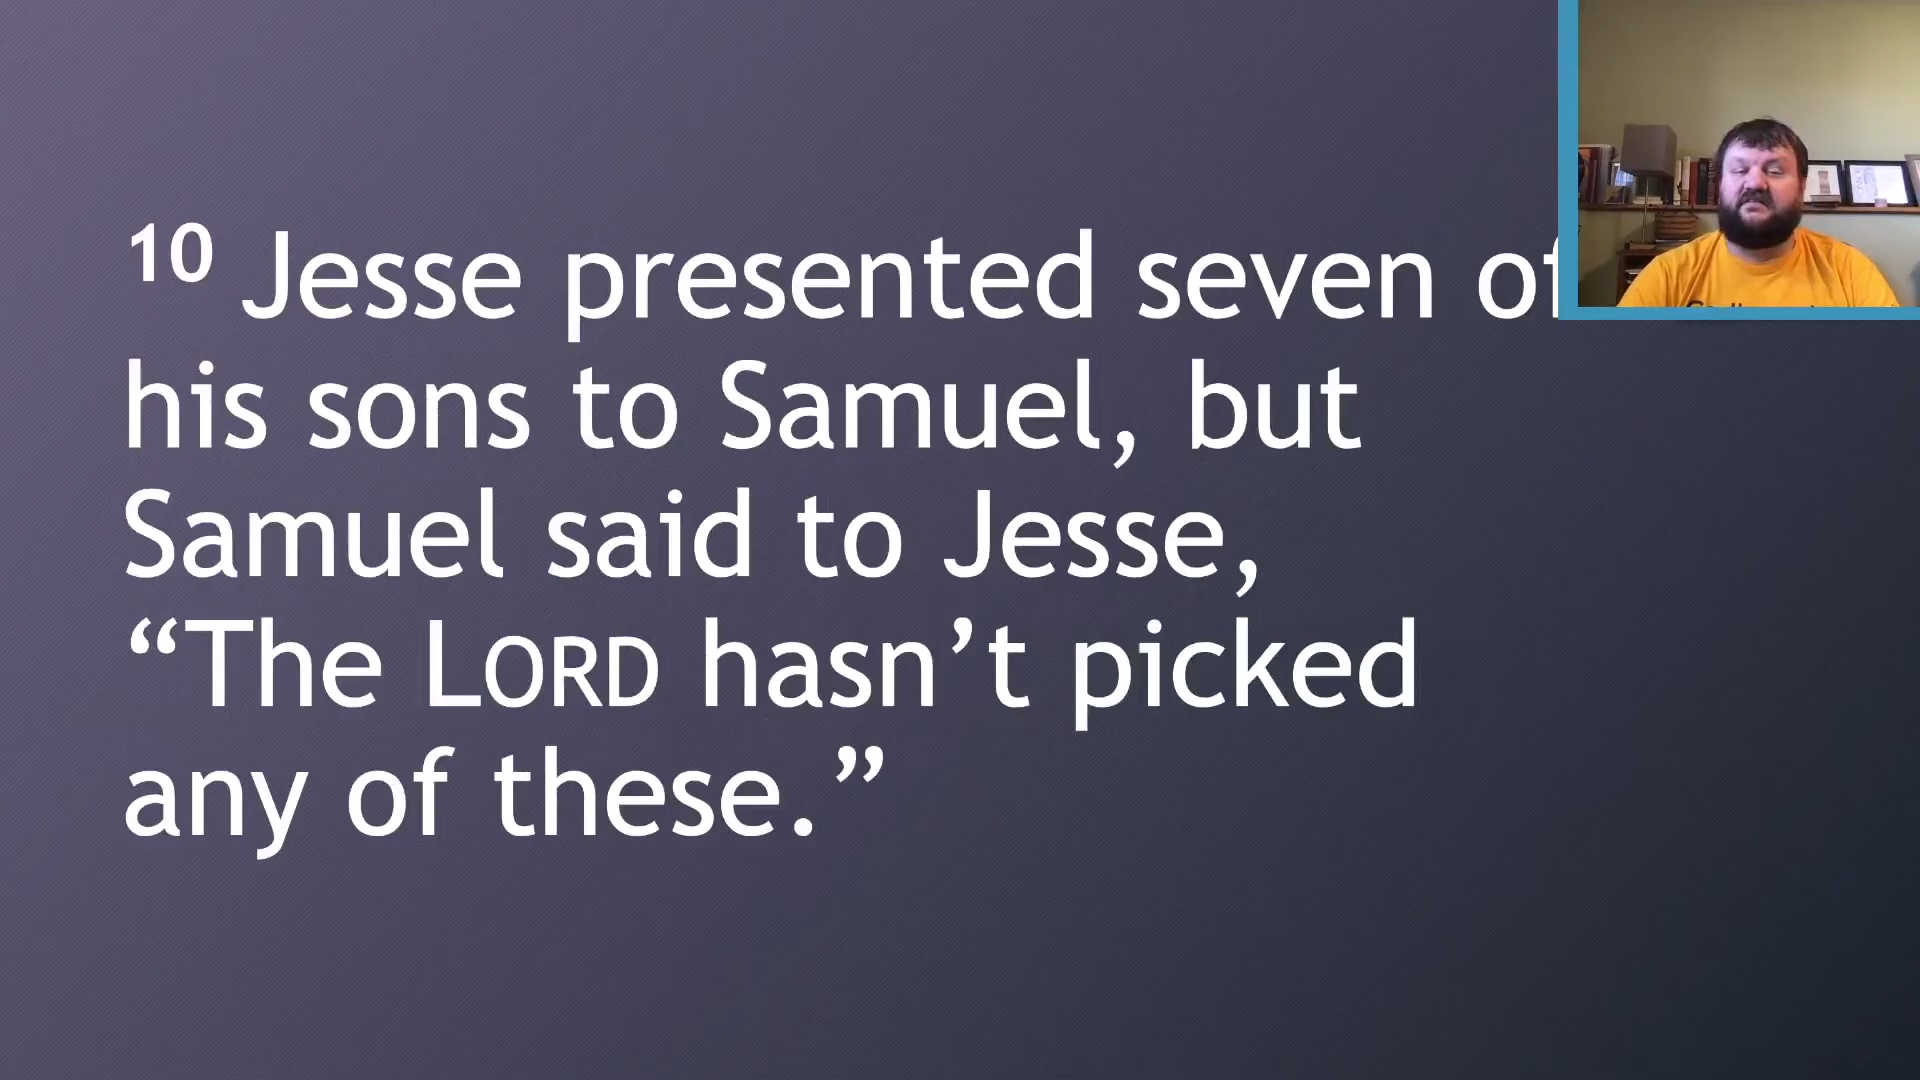 10 Jesse presented seven of
his sons to Samuel, but
Samuel said to Jesse,
“The LORD hasn’t picked
any of these.”